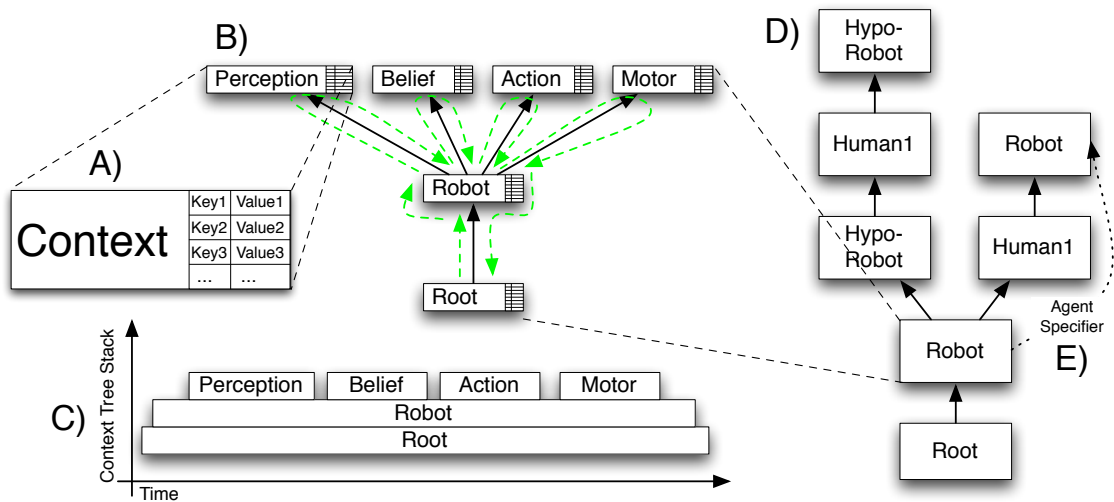 A)
Context
Key1 Value1
Key2 Value2
Key3 Value3
... ...
B)
Perception
Belief
Action
Motor
Robot
Root
C)
Context Tree Stack
Perception
Belief
Action
Motor
Robot
Root
Time
D)
Hypo-
Robot
Human1
Hypo-
Robot
Robot
Human1
Robot
Root
Agent
Specifier
E)